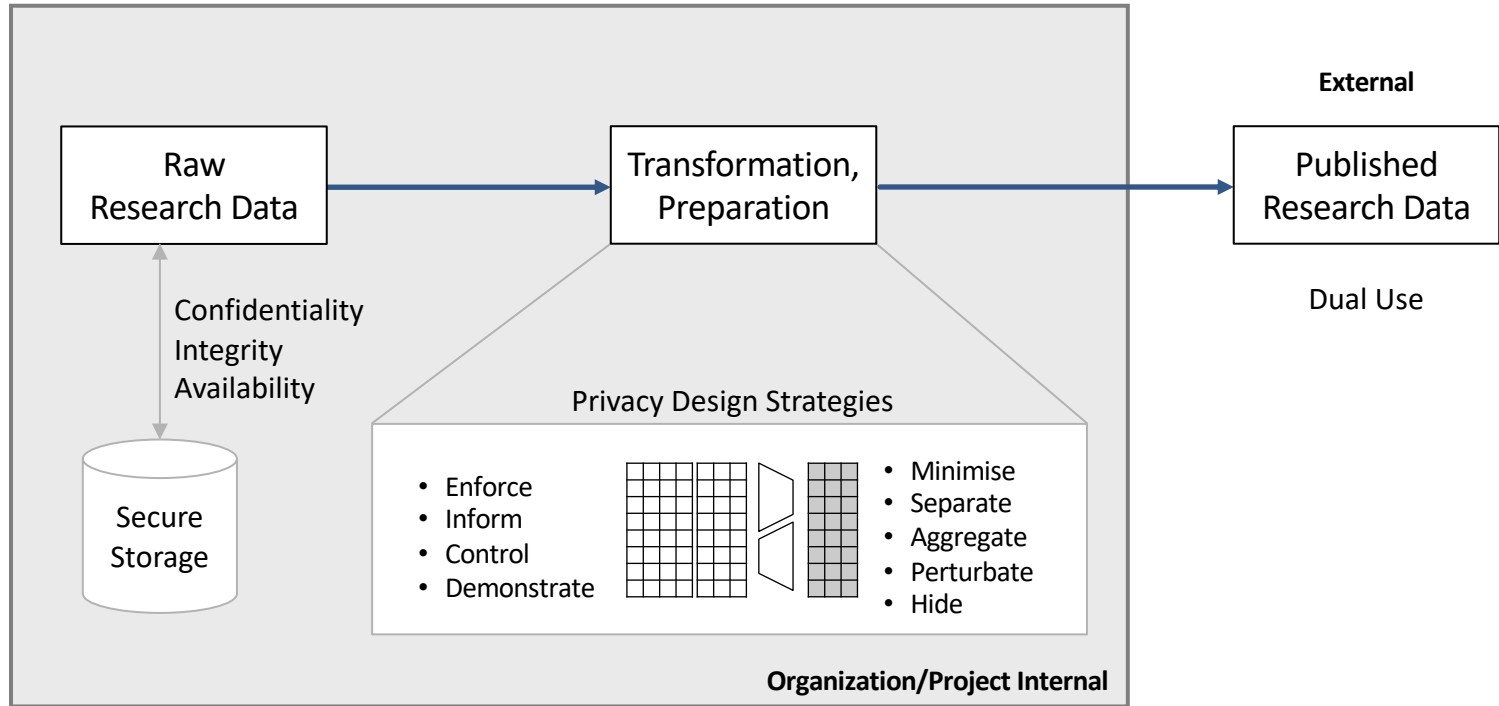 External
Raw
Research Data
Transformation,
Preparation
Published
Research Data
Dual Use
Confidentiality
Integrity
Availability
Secure
Storage
Privacy Design Strategies
• Enforce
• Inform
• Control
• Demonstrate
• Minimise
• Separate
• Aggregate
• Perturbate
• Hide
Organization/Project Internal